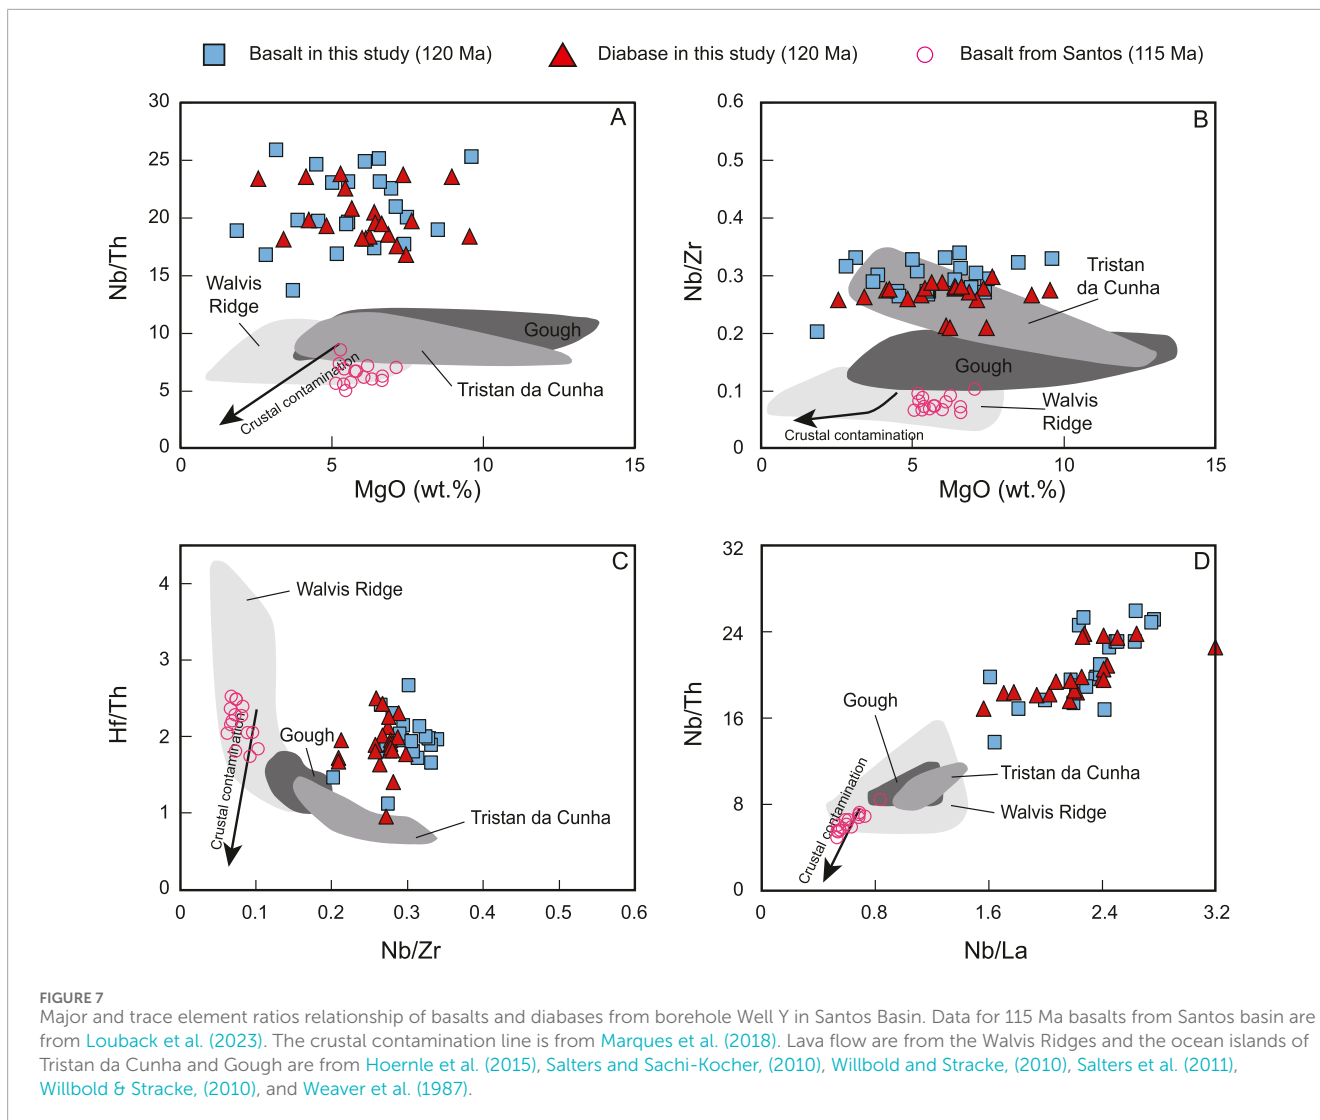 Basalt in this study (120 Ma) Diabase in this study (120 Ma) Basalt from Santos (115 Ma)
A
Nb/Th
30
25
20
15
10
5
0
Walvis
Ridge
Gough
Tristan da Cunha
Crustal contamination
0 5 10 15
MgO (wt.%)
B
Nb/Zr
0.6
0.5
0.4
0.3
0.2
0.1
0
Tristan
da Cunha
Gough
Walvis
Ridge
Crustal contamination
0 5 10 15
MgO (wt.%)
C
Hf/Th
4
3
2
1
0
Walvis Ridge
Gough
Tristan da Cunha
Crustal contamination
0 0.1 0.2 0.3 0.4 0.5 0.6
Nb/Zr
D
Nb/Th
32
24
16
8
0
Gough
Tristan da Cunha
Walvis Ridge
Crustal contamination
0 0.8 1.6 2.4 3.2
Nb/La
FIGURE 7
Major and trace element ratios relationship of basalts and diabases from borehole Well Y in Santos Basin. Data for 115 Ma basalts from Santos basin are
from Louback et al. (2023). The crustal contamination line is from Marques et al. (2018). Lava flow are from the Walvis Ridges and the ocean islands of
Tristan da Cunha and Gough are from Hoernle et al. (2015), Salters and Sachi-Kocher, (2010), Willbold and Stracke, (2010), Salters et al. (2011),
Willbold & Stracke, (2010), and Weaver et al. (1987).